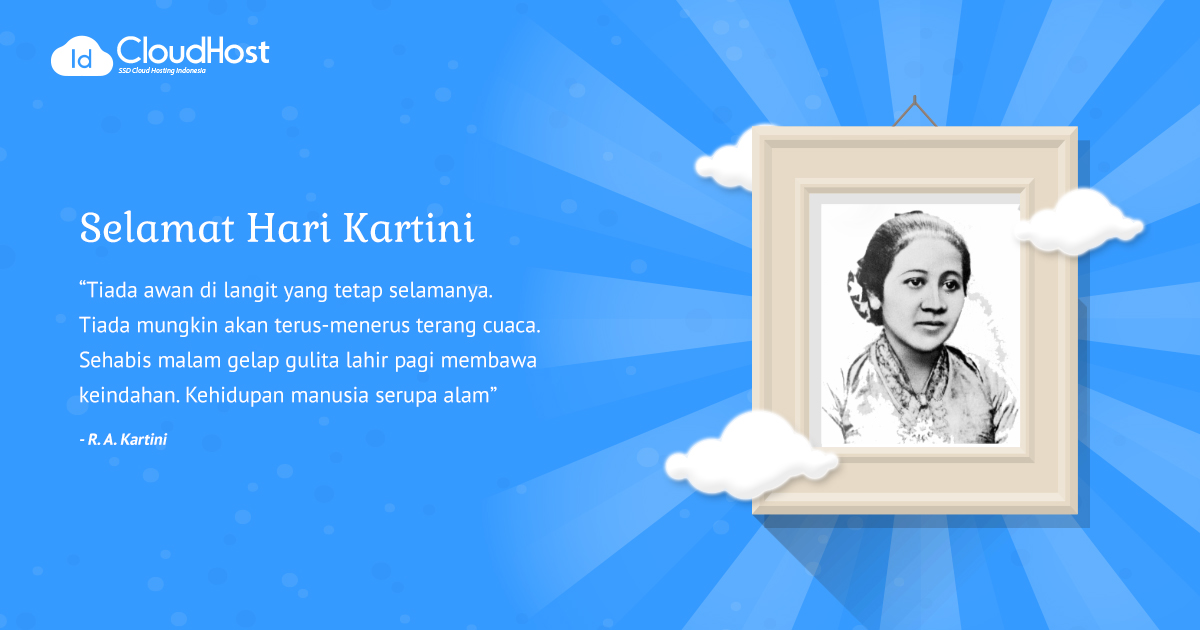 Id CloudHost
SSD Cloud Hosting Indonesia
Selamat Hari Kartini
“Tiada awan di langit yang tetap selamanya.
Tiada mungkin akan terus-menerus terang cuaca.
Sehabis malam gelap gulita lahir pagi membawa
keindahan. Kehidupan manusia serupa alam”
- R. A. Kartini